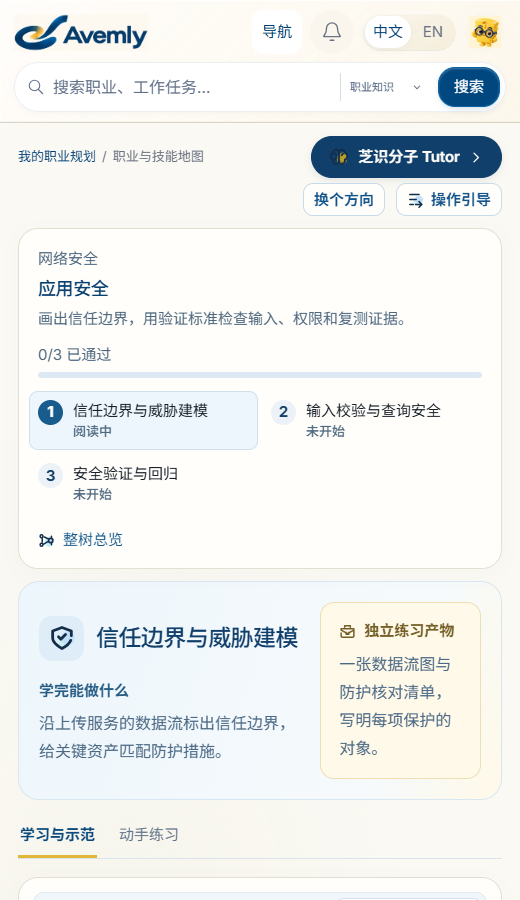 Avemly
导航
中文 EN
搜索职业、工作任务...
职业知识
搜索
我的职业规划 / 职业与技能地图
芝识分子 Tutor
换个方向
操作引导
网络安全
应用安全
画出信任边界，用验证标准检查输入、权限和复测证据。
0/3 已通过
1 信任边界与威胁建模
阅读中
2 输入校验与查询安全
未开始
3 安全验证与回归
未开始
整树总览
信任边界与威胁建模
学完能做什么
沿上传服务的数据流标出信任边界，
给关键资产匹配防护措施。
独立练习产物
一张数据流图与
防护核对清单，
写明每项保护的
对象。
学习与示范 动手练习